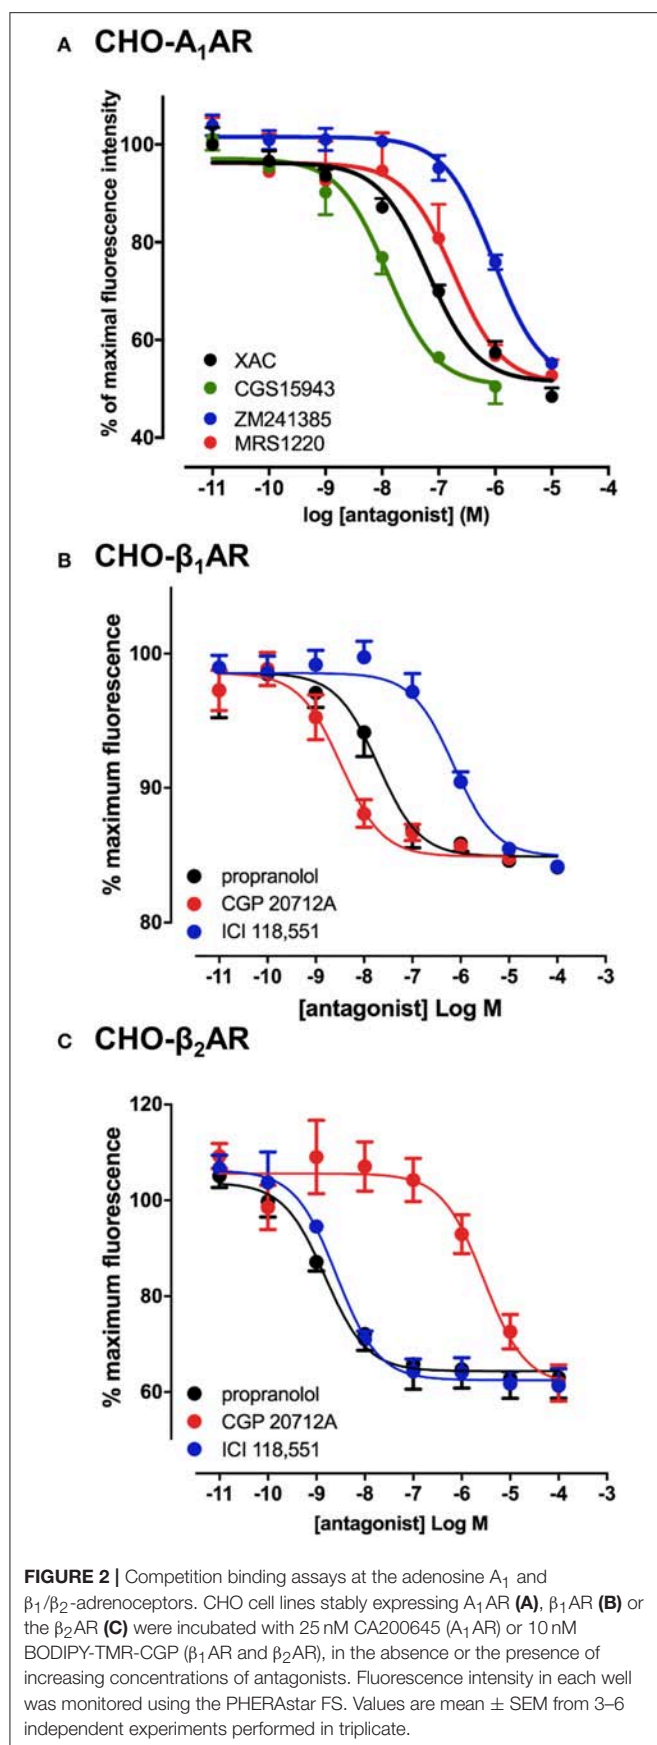 A CHO-A₁AR
% of maximal fluorescence intensity
100
80
60
40
XAC
CGS15943
ZM241385
MRS1220
-11 -10 -9 -8 -7 -6 -5 -4
log [antagonist] (M)
B CHO-β₁AR
% maximum fluorescence
100
90
80
propranolol
CGP 20712A
ICI 118,551
-11 -10 -9 -8 -7 -6 -5 -4 -3
[antagonist] Log M
C CHO-β₂AR
% maximum fluorescence
120
100
80
60
propranolol
CGP 20712A
ICI 118,551
-11 -10 -9 -8 -7 -6 -5 -4 -3
[antagonist] Log M
FIGURE 2 | Competition binding assays at the adenosine A₁ and
β₁/β₂-adrenoceptors. CHO cell lines stably expressing A₁AR (A), β₁AR (B) or
the β₂AR (C) were incubated with 25 nM CA200645 (A₁AR) or 10 nM
BODIPY-TMR-CGP (β₁AR and β₂AR), in the absence or the presence of
increasing concentrations of antagonists. Fluorescence intensity in each well
was monitored using the PHERAstar FS. Values are mean ± SEM from 3–6
independent experiments performed in triplicate.